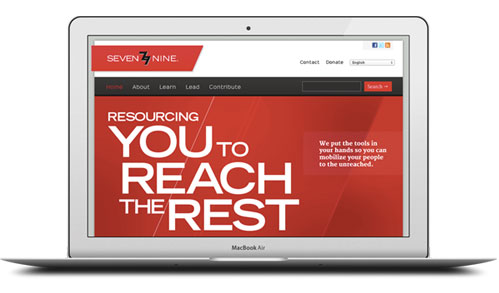 SEVEN 79 NINE
Contact Donate English
Home About Learn Lead Contribute Search
RESOURCING
YOU TO
REACH
THE REST
We put the tools in
your hands so you can
mobilize your people
to the unreached.
MacBook Air